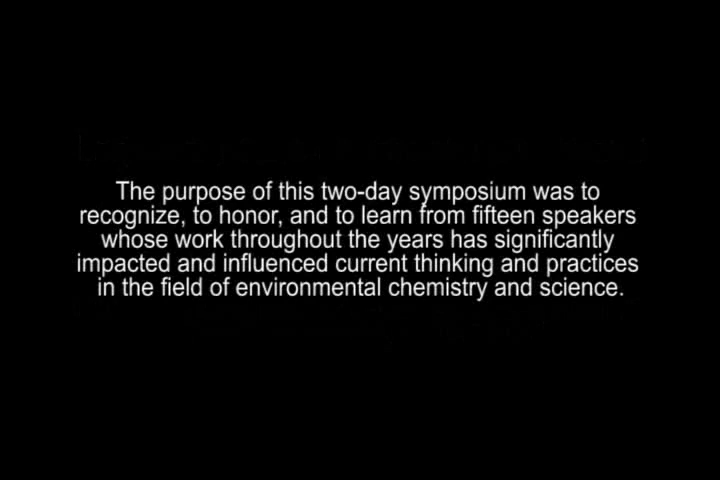 The purpose of this two-day symposium was to
recognize, to honor, and to learn from fifteen speakers
whose work throughout the years has significantly
impacted and influenced current thinking and practices
in the field of environmental chemistry and science.